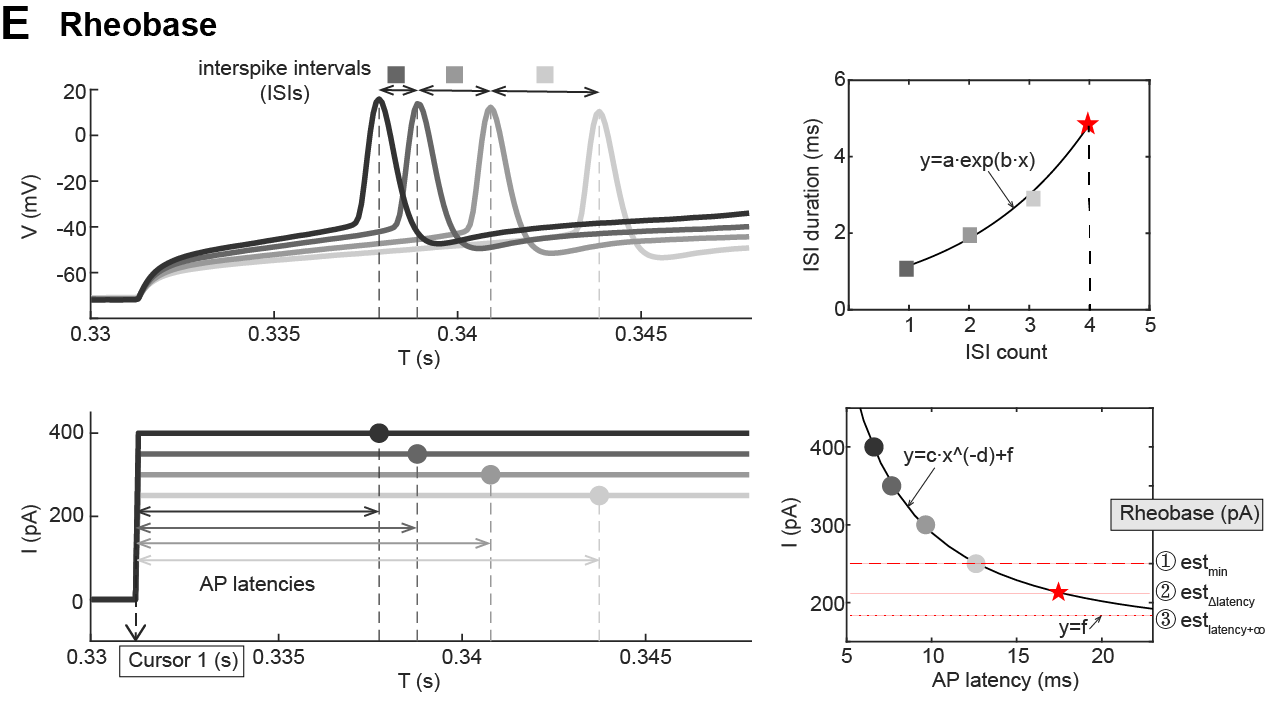 E Rheobase
interspike intervals
(ISIs)
20
0
-20
-40
-60
V (mV)
0.33 0.335 0.34 0.345
T (s)
6
4
2
0
ISI duration (ms)
y=a·exp(b·x)
1 2 3 4 5
ISI count
400
200
0
I (pA)
AP latencies
0.33 0.335 0.34 0.345
Cursor 1 (s)
T (s)
400
300
200
I (pA)
y=c·x^(-d)+f
Rheobase (pA)
① estmin
② estΔlatency
③ estlatency+∞
y=f
5 10 15 20
AP latency (ms)